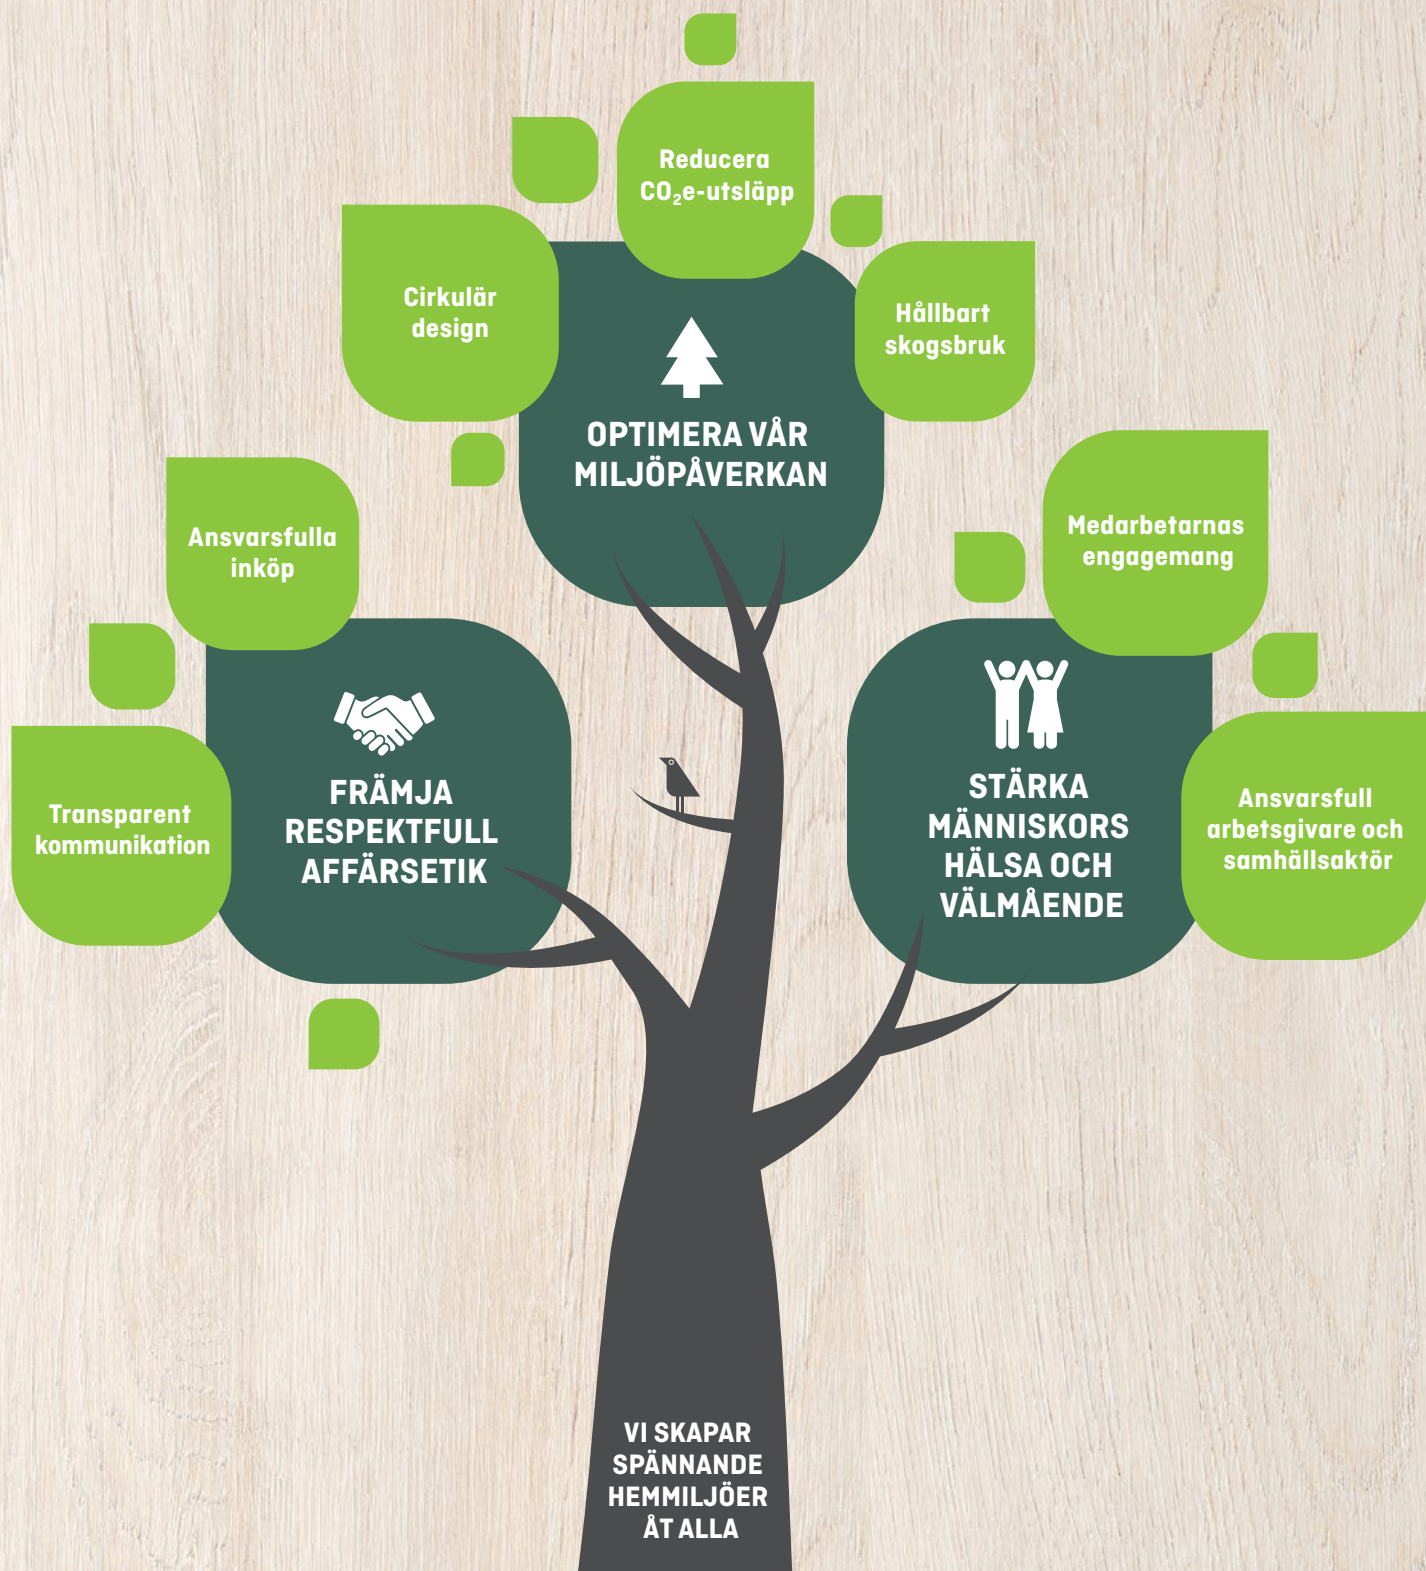 Reducera
CO₂e-utsläpp
Cirkulär
design
Hållbart
skogsbruk
OPTIMERA VÅR
MILJÖPÅVERKAN
Ansvarsfulla
inköp
Transparent
kommunikation
FRÄMJA
RESPEKTFULL
AFFÄRSETIK
Medarbetarnas
engagemang
STÄRKA
MÄNNISKORS
HÄLSA OCH
VÄLMÅENDE
Ansvarsfull
arbetsgivare och
samhällsaktör
VI SKAPAR
SPÄNNANDE
HEMMILJÖER
ÅT ALLA